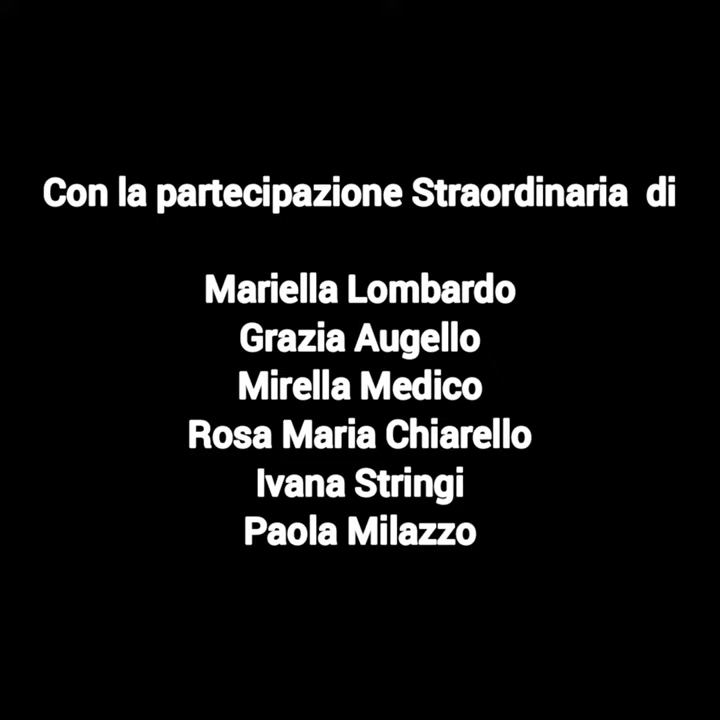 Con la partecipazione Straordinaria di
Mariella Lombardo
Grazia Augello
Mirella Medico
Rosa Maria Chiarello
Ivana Stringi
Paola Milazzo